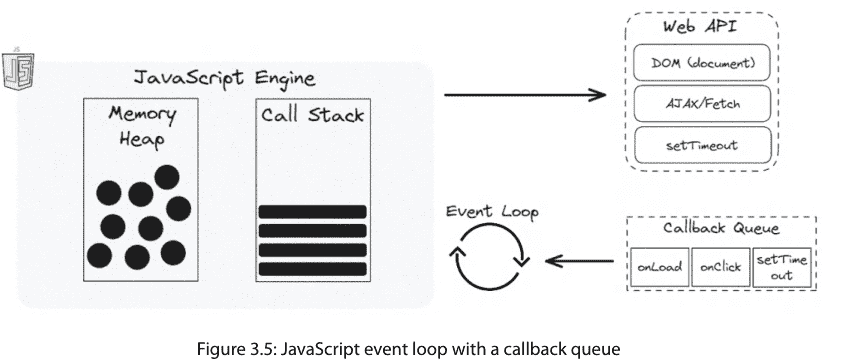 JS
JS
JavaScript Engine
Memory
Heap
Call Stack
Web API
DOM (document)
AJAX/Fetch
setTimeout
Event Loop
Callback Queue
onLoad
onClick
setTime
out
Figure 3.5: JavaScript event loop with a callback queue